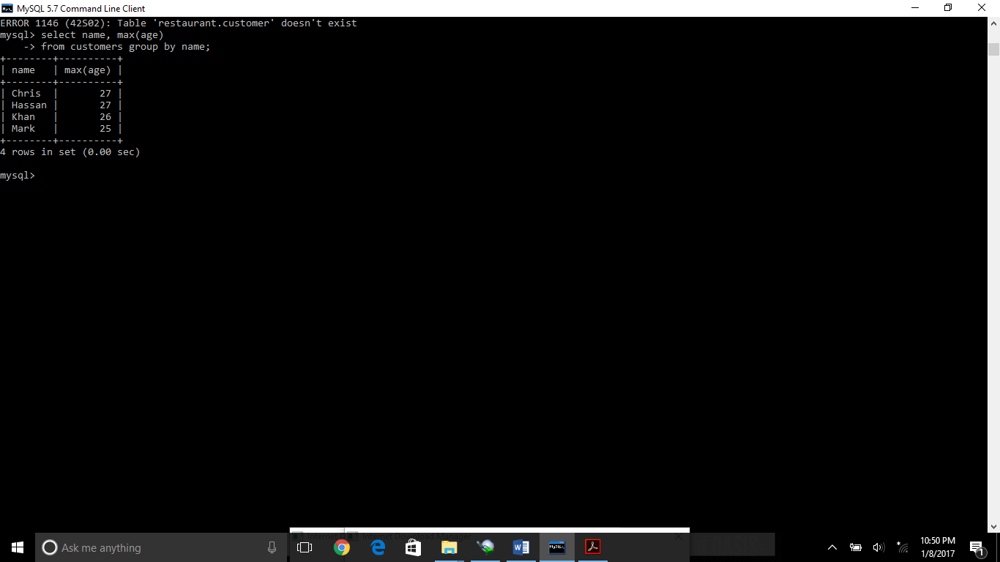 MySQL 5.7 Command Line Client
ERROR 1146 (42S02): Table 'restaurant.customer' doesn't exist
mysql> select name, max(age)
    -> from customers group by name;
+--------+----------+
| name   | max(age) |
+--------+----------+
| Chris  |       27 |
| Hassan |       27 |
| Khan   |       26 |
| Mark   |       25 |
+--------+----------+
4 rows in set (0.00 sec)
mysql>
Internet Download Manager
Ask me anything
10:50 PM
1/8/2017
1